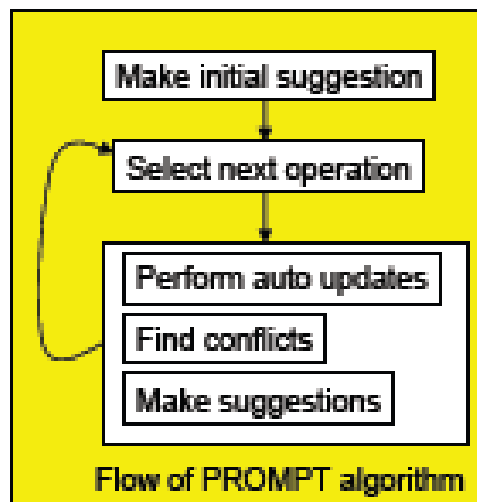 Make initial suggestion
Select next operation
Perform auto updates
Find conflicts
Make suggestions
Flow of PROMPT algorithm